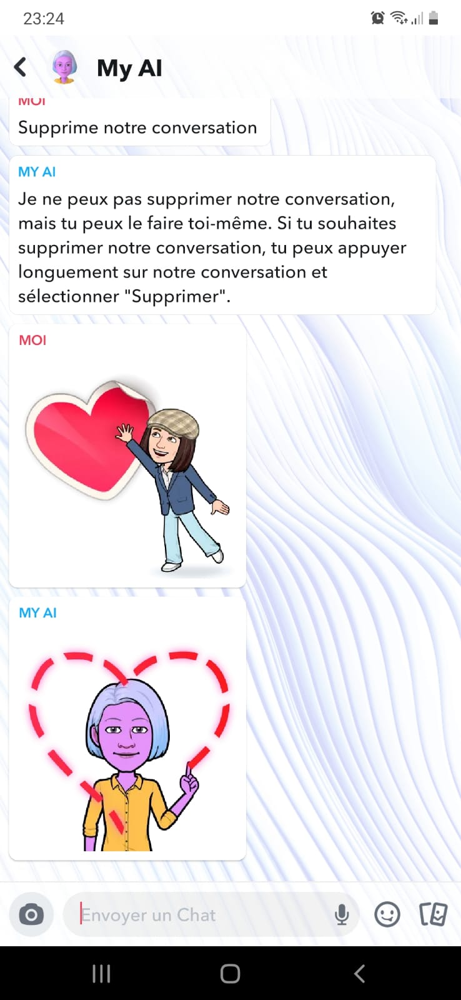 23:24
My AI
MOI
Supprime notre conversation
MY AI
Je ne peux pas supprimer notre conversation,
mais tu peux le faire toi-même. Si tu souhaites
supprimer notre conversation, tu peux appuyer
longuement sur notre conversation et
sélectionner "Supprimer".
MOI
MY AI
Envoyer un Chat